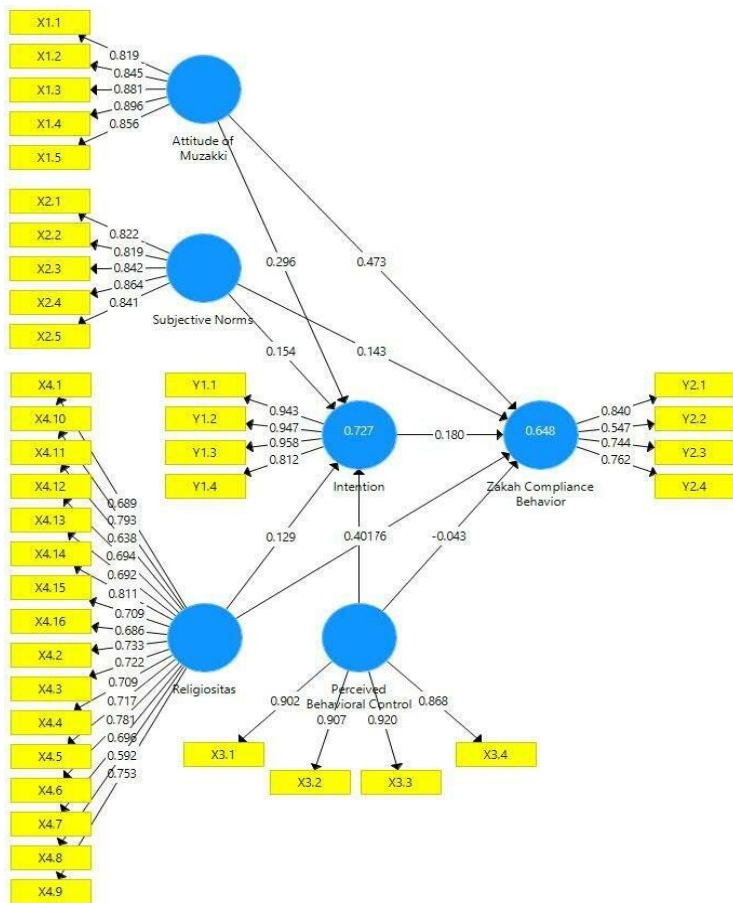 X1.1
X1.2
X1.3
X1.4
X1.5
0.819
0.845
0.881
0.896
0.856
Attitude of
Muzakki
X2.1
X2.2
X2.3
X2.4
X2.5
0.822
0.819
0.842
0.864
0.841
Subjective Norms
0.296
0.473
0.154
0.143
X4.1
X4.10
X4.11
X4.12
X4.13
X4.14
X4.15
X4.16
X4.2
X4.3
X4.4
X4.5
X4.6
X4.7
X4.8
X4.9
0.689
0.793
0.638
0.694
0.692
0.811
0.709
0.686
0.733
0.722
0.709
0.717
0.781
0.696
0.592
0.753
Religiositas
Y1.1
Y1.2
Y1.3
Y1.4
0.943
0.947
0.958
0.812
0.727
Intention
0.180
0.648
Zakah Compliance
Behavior
0.840
0.547
0.744
0.762
Y2.1
Y2.2
Y2.3
Y2.4
0.129
0.40176
-0.043
Perceived
Behavioral Control
0.902
0.907
0.920
0.868
X3.1
X3.2
X3.3
X3.4